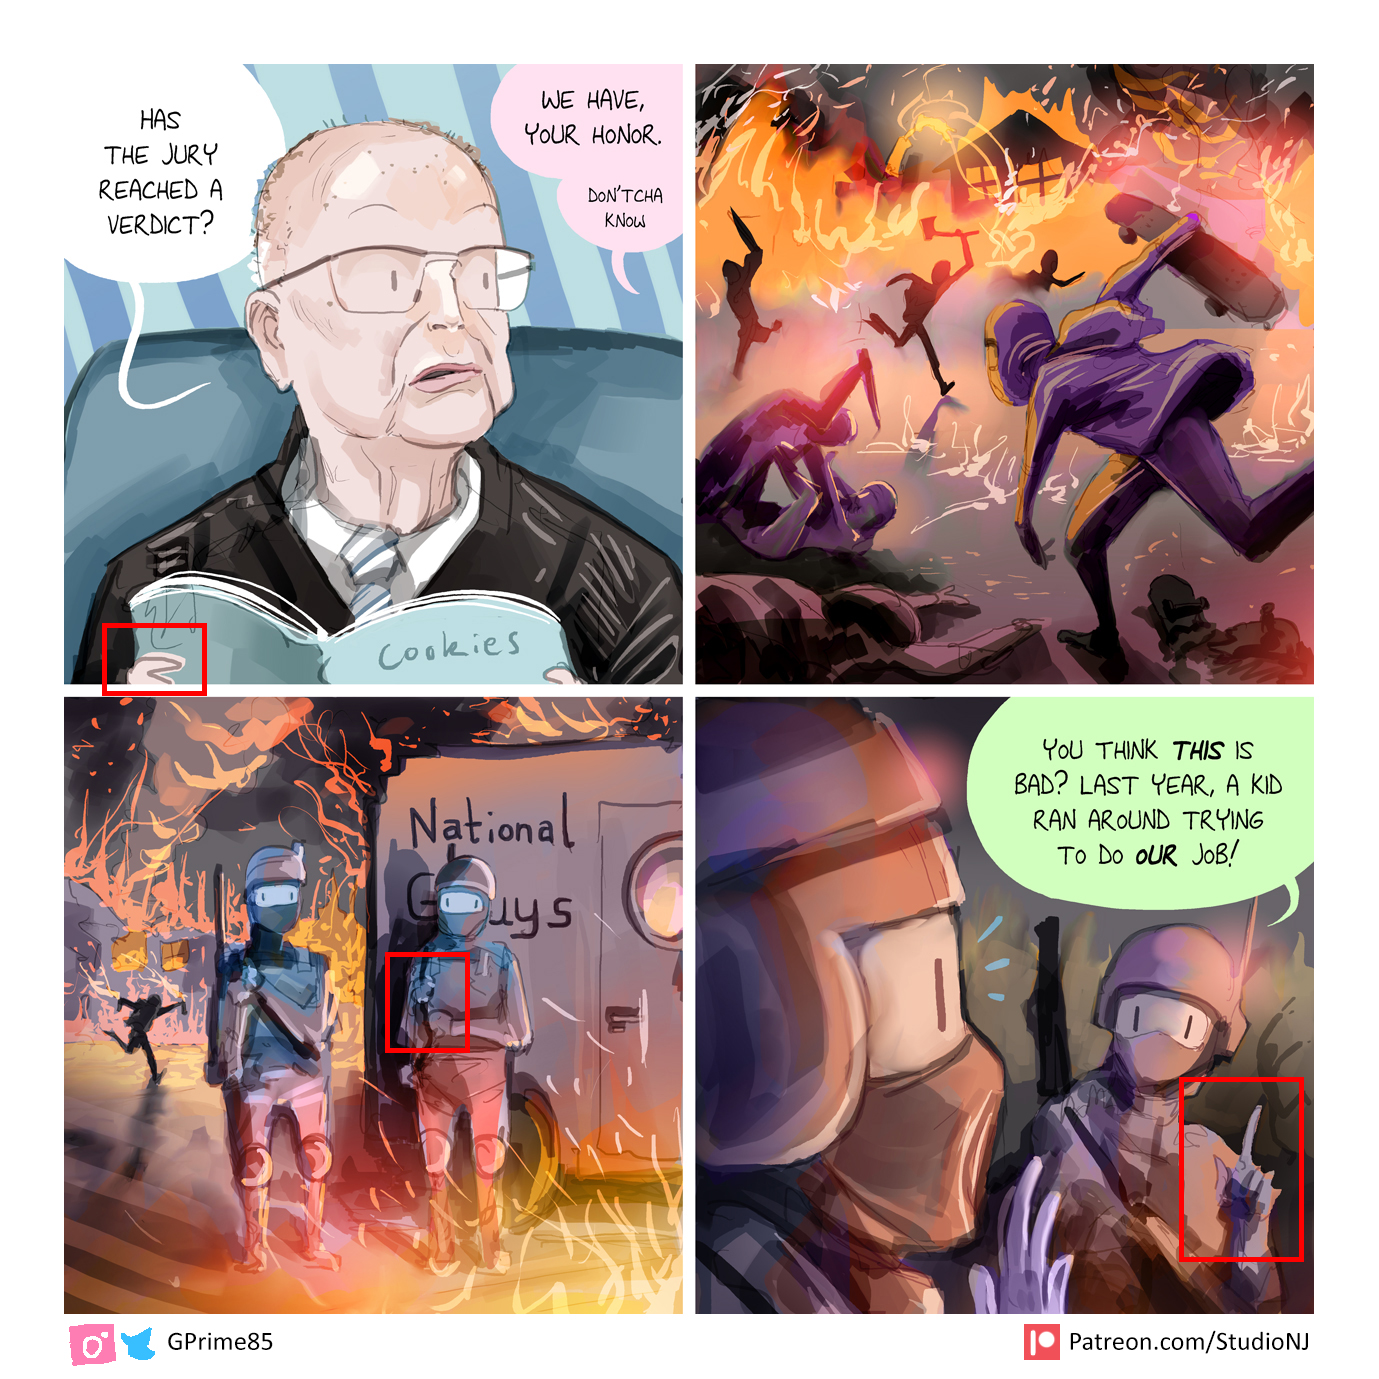 HAS
THE JURY
REACHED A
VERDICT?
WE HAVE,
YOUR HONOR.
DON'TCHA
KNOW
cookies
National
Guys
YOU THINK THIS IS
BAD? LAST YEAR, A KID
RAN AROUND TRYING
TO DO OUR JOB!
GPrime85
Patreon.com/StudioNJ